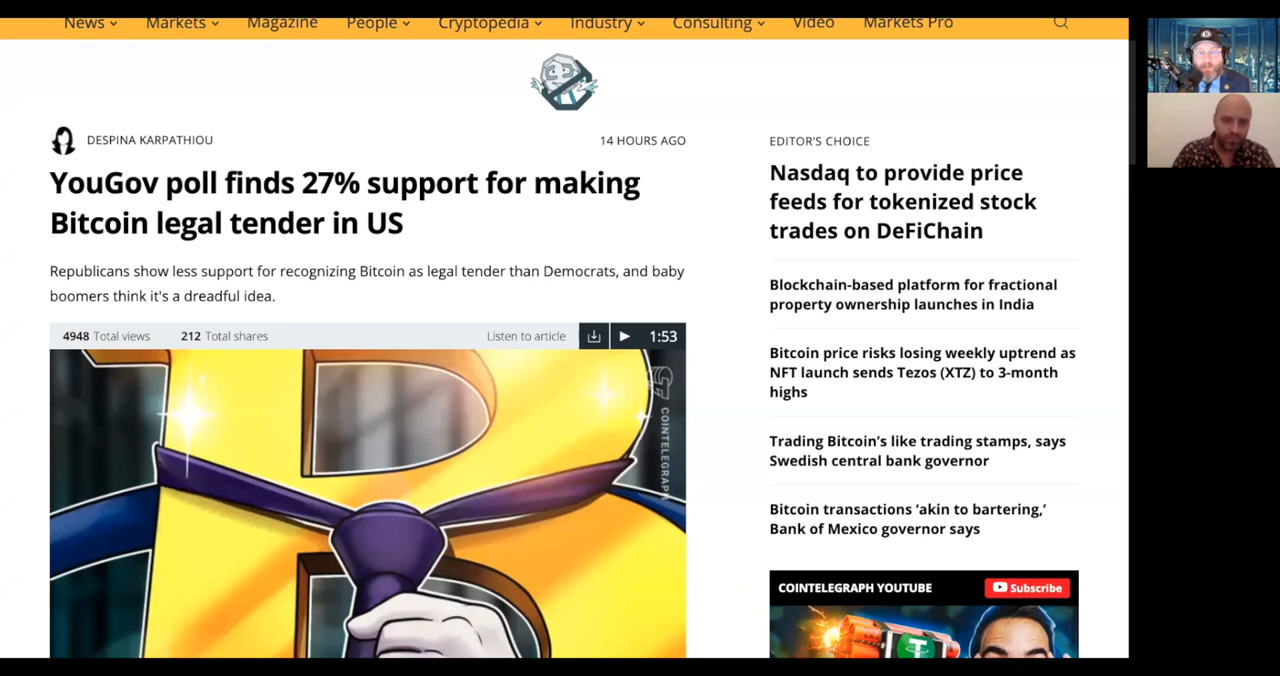 News Markets Magazine People Cryptopedia Industry Consulting Video Markets Pro
DESPINA KARPATHIOU
14 HOURS AGO
YouGov poll finds 27% support for making
Bitcoin legal tender in US
Republicans show less support for recognizing Bitcoin as legal tender than Democrats, and baby
boomers think it's a dreadful idea.
4948 Total views 212 Total shares Listen to article 1:53
COINTELEGRAPH
EDITOR'S CHOICE
Nasdaq to provide price
feeds for tokenized stock
trades on DeFiChain
Blockchain-based platform for fractional
property ownership launches in India
Bitcoin price risks losing weekly uptrend as
NFT launch sends Tezos (XTZ) to 3-month
highs
Trading Bitcoin’s like trading stamps, says
Swedish central bank governor
Bitcoin transactions ‘akin to bartering,’
Bank of Mexico governor says
COINTELEGRAPH YOUTUBE Subscribe